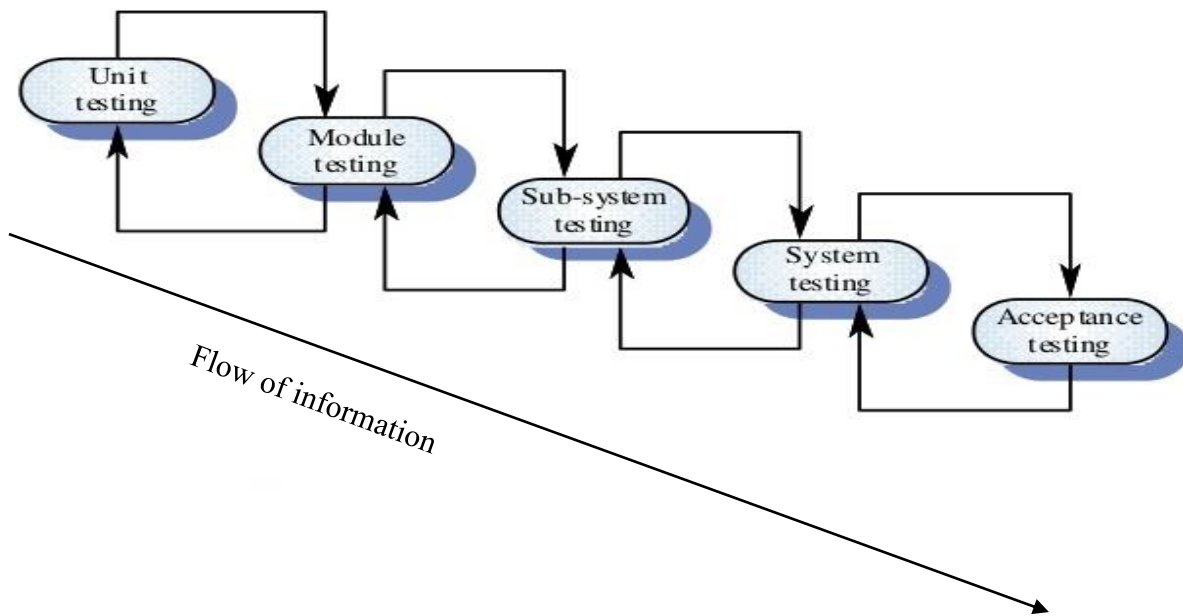 Unit
testing
Module
testing
Sub-system
testing
System
testing
Acceptance
testing
Flow of information